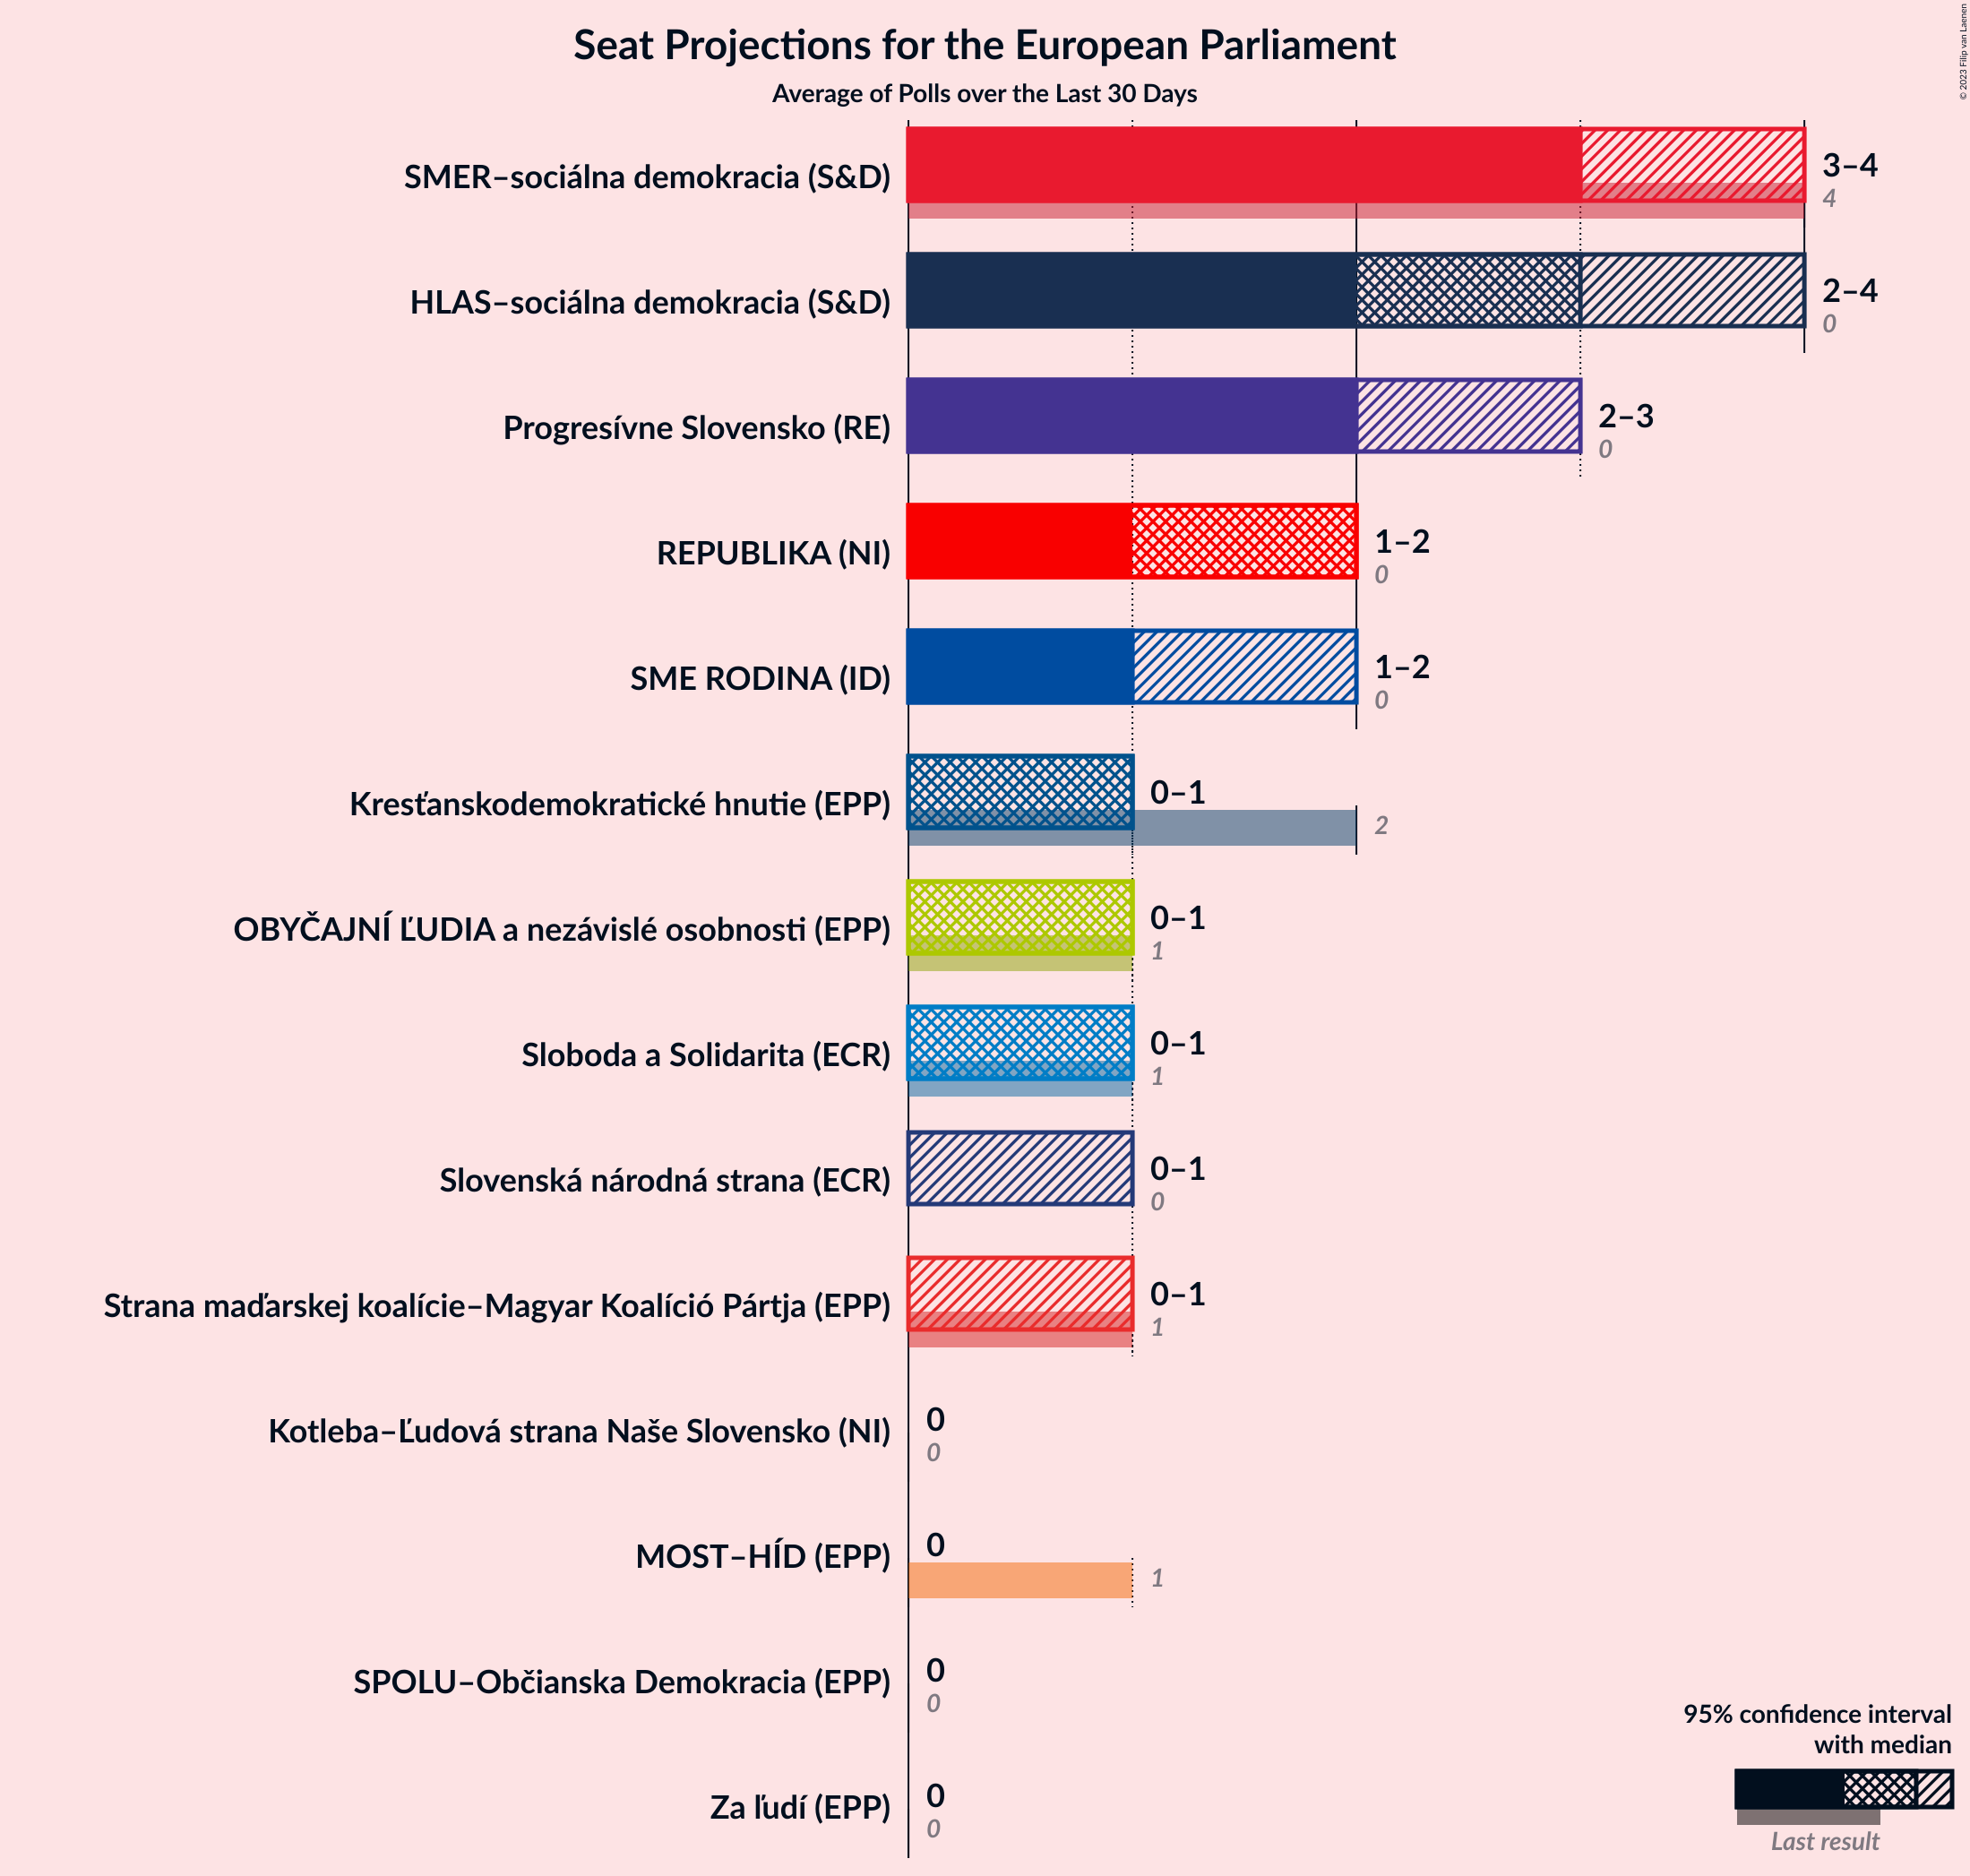 Seat Projections for the European Parliament
Average of Polls over the Last 30 Days
© 2023 Filip van Laenen
SMER–sociálna demokracia (S&D)
3–4
4
HLAS–sociálna demokracia (S&D)
2–4
0
Progresívne Slovensko (RE)
2–3
0
REPUBLIKA (NI)
1–2
0
SME RODINA (ID)
1–2
0
Kresťanskodemokratické hnutie (EPP)
0–1
2
OBYČAJNÍ ĽUDIA a nezávislé osobnosti (EPP)
0–1
1
Sloboda a Solidarita (ECR)
0–1
1
Slovenská národná strana (ECR)
0–1
0
Strana maďarskej koalície–Magyar Koalíció Pártja (EPP)
0–1
1
Kotleba–Ľudová strana Naše Slovensko (NI)
0
0
MOST–HÍD (EPP)
0
1
SPOLU–Občianska Demokracia (EPP)
0
0
Za ľudí (EPP)
0
0
95% confidence interval
with median
Last result